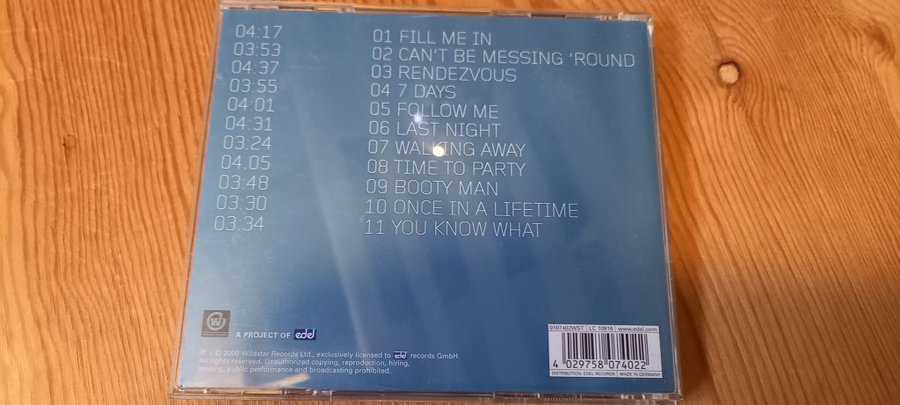 04:17 01 FILL ME IN
03:53 02 CAN'T BE MESSING 'ROUND
04:37 03 RENDEZVOUS
03:55 04 7 DAYS
04:01 05 FOLLOW ME
04:31 06 LAST NIGHT
03:24 07 WALKING AWAY
04.05 08 TIME TO PARTY
03:48 09 BOOTY MAN
03:30 10 ONCE IN A LIFETIME
03:34 11 YOU KNOW WHAT
A PROJECT OF edel
℗ + © 2000 Wildstar Records Ltd., exclusively licensed to edel records GmbH.
All rights reserved. Unauthorized copying, reproduction, hiring,
lending, public performance and broadcasting prohibited.
0107402WST LC 10916 www.edel.com
4 029758 074022
DISTRIBUTION: EDEL RECORDS MADE IN GERMANY